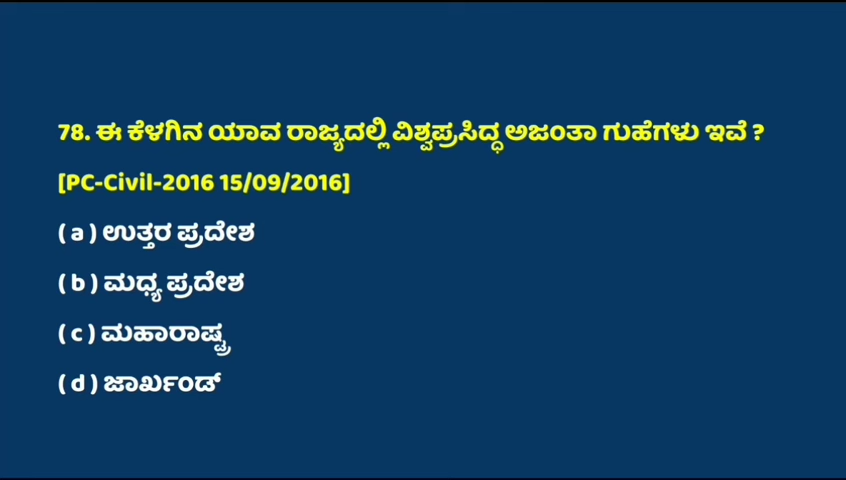 78. ಈ ಕೆಳಗಿನ ಯಾವ ರಾಜ್ಯದಲ್ಲಿ ವಿಶ್ವಪ್ರಸಿದ್ಧ ಅಜಂತಾ ಗುಹೆಗಳು ಇವೆ ?
[PC-Civil-2016 15/09/2016]
( a ) ಉತ್ತರ ಪ್ರದೇಶ
( b ) ಮಧ್ಯ ಪ್ರದೇಶ
( c ) ಮಹಾರಾಷ್ಟ್ರ
( d ) ಜಾರ್ಖಂಡ್